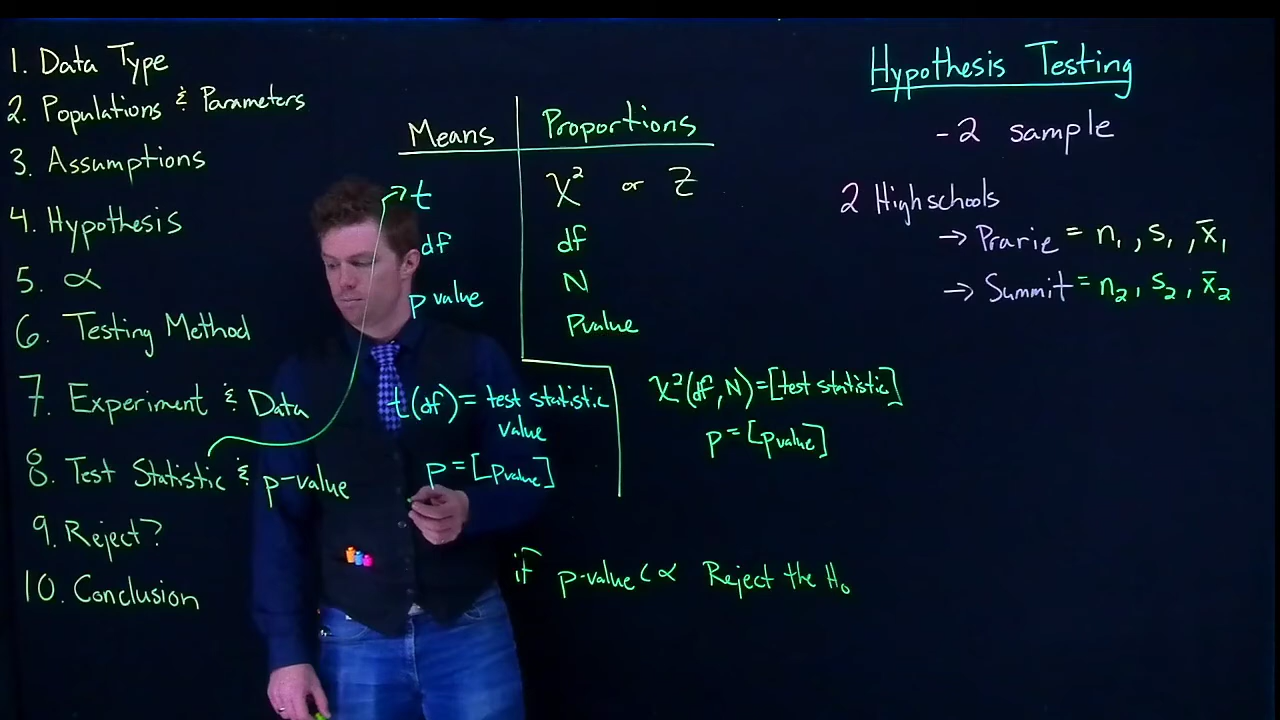 1. Data Type
2. Populations & Parameters
3. Assumptions
4. Hypothesis
5. α
6. Testing Method
7. Experiment & Data
8. Test Statistic & p-value
9. Reject?
10. Conclusion
Means
t
df
p value
t(df) = test statistic
value
p = [pvalue]
Proportions
χ² or Z
df
N
Pvalue
χ²(df, N) = [test statistic]
p = [pvalue]
if p-value < α Reject the H₀
Hypothesis Testing
- 2 sample
2 Highschools
→ Prarie = n₁, s₁, x̄₁
→ Summit = n₂, s₂, x̄₂